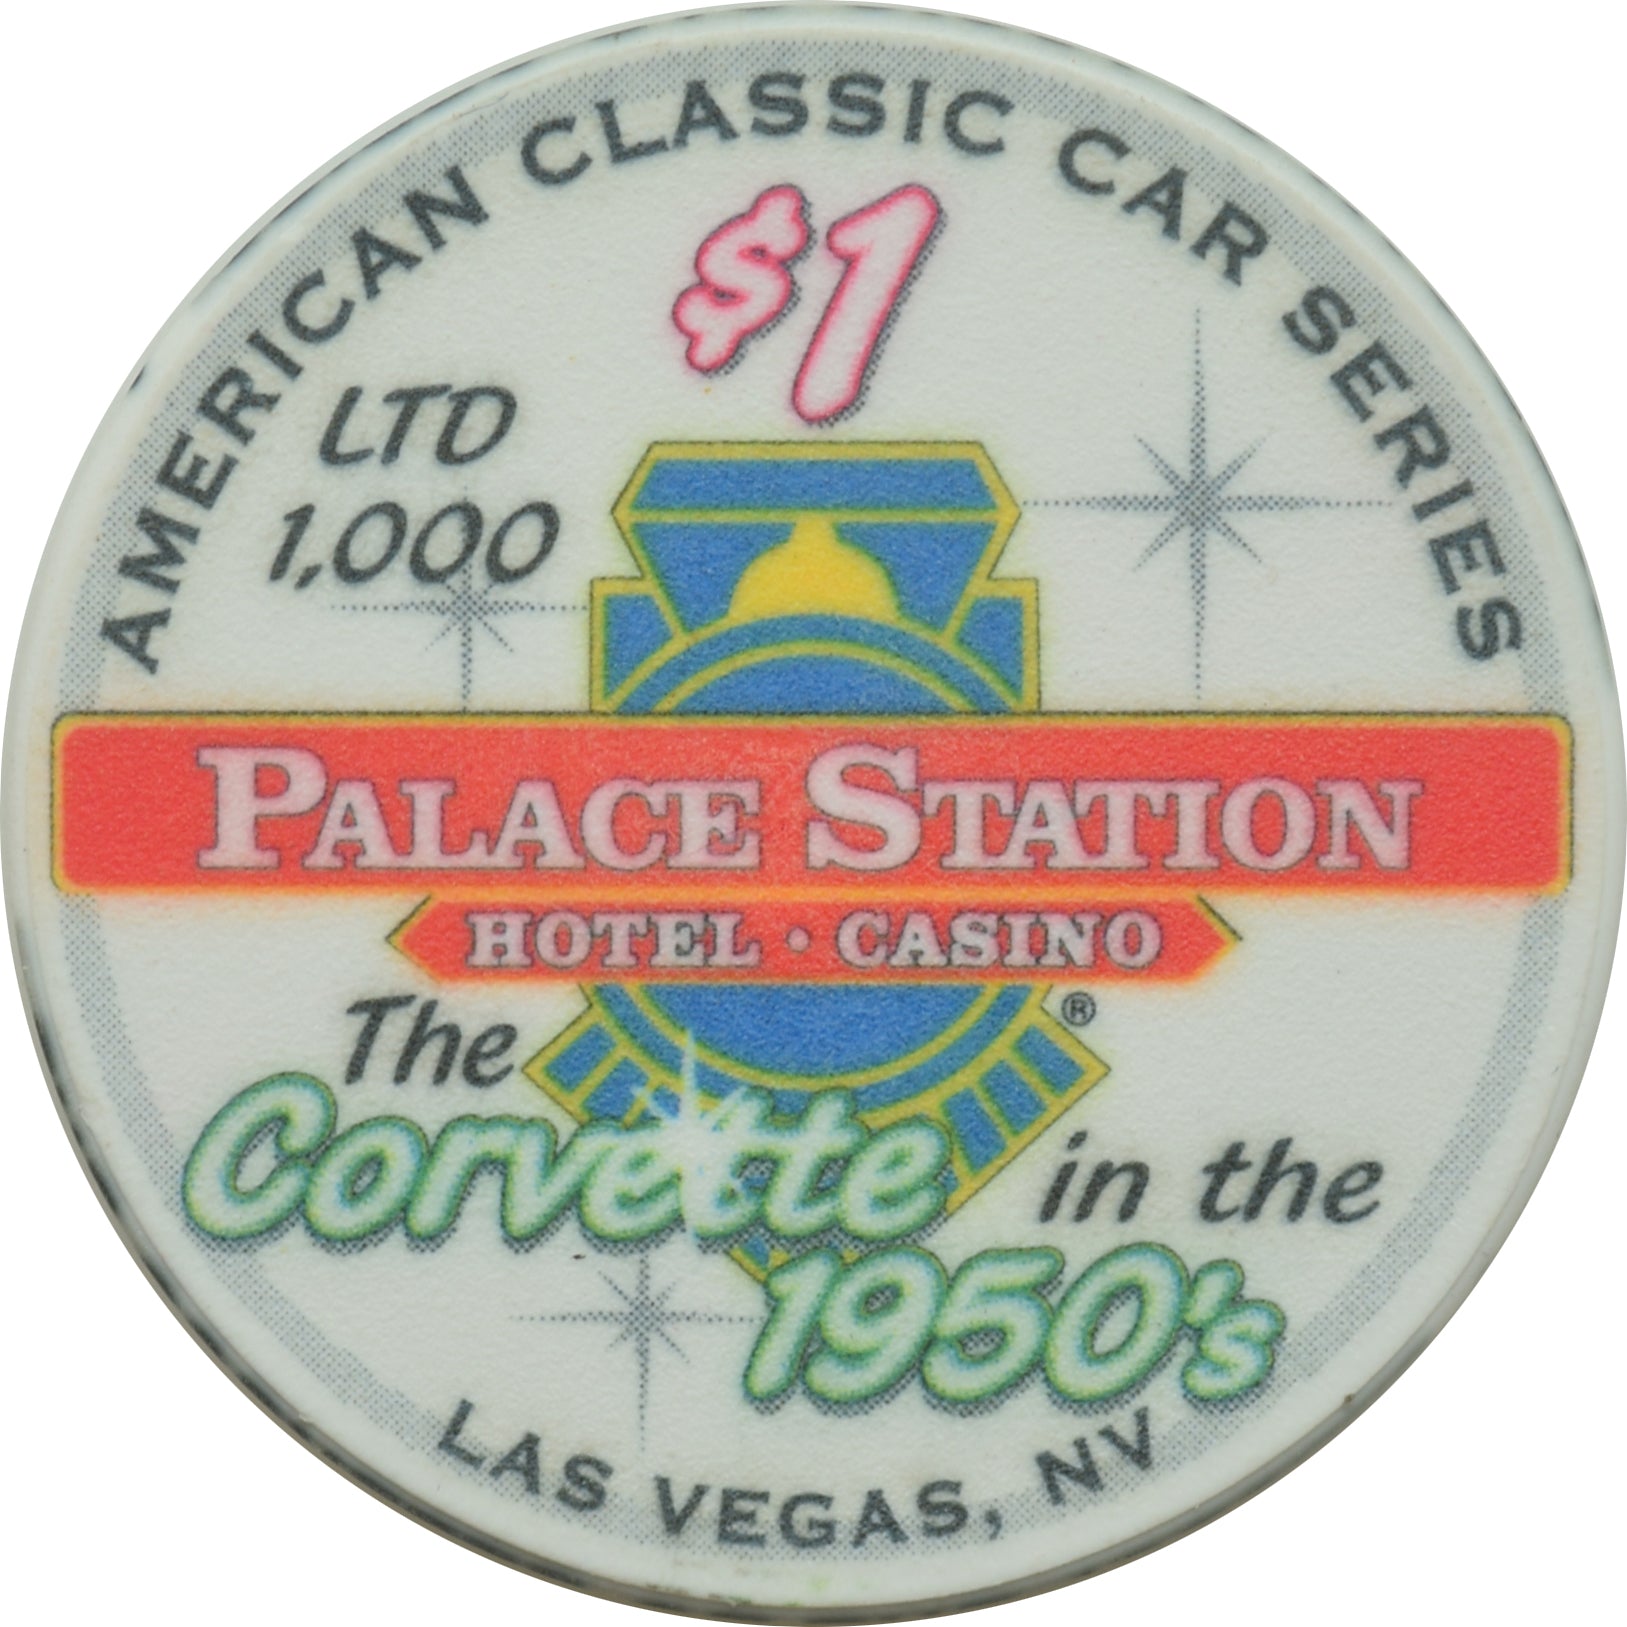 AMERICAN CLASSIC CAR SERIES
$1
LTD
1,000
PALACE STATION
HOTEL • CASINO
®
The
Corvette
in the
1950's
LAS VEGAS, NV